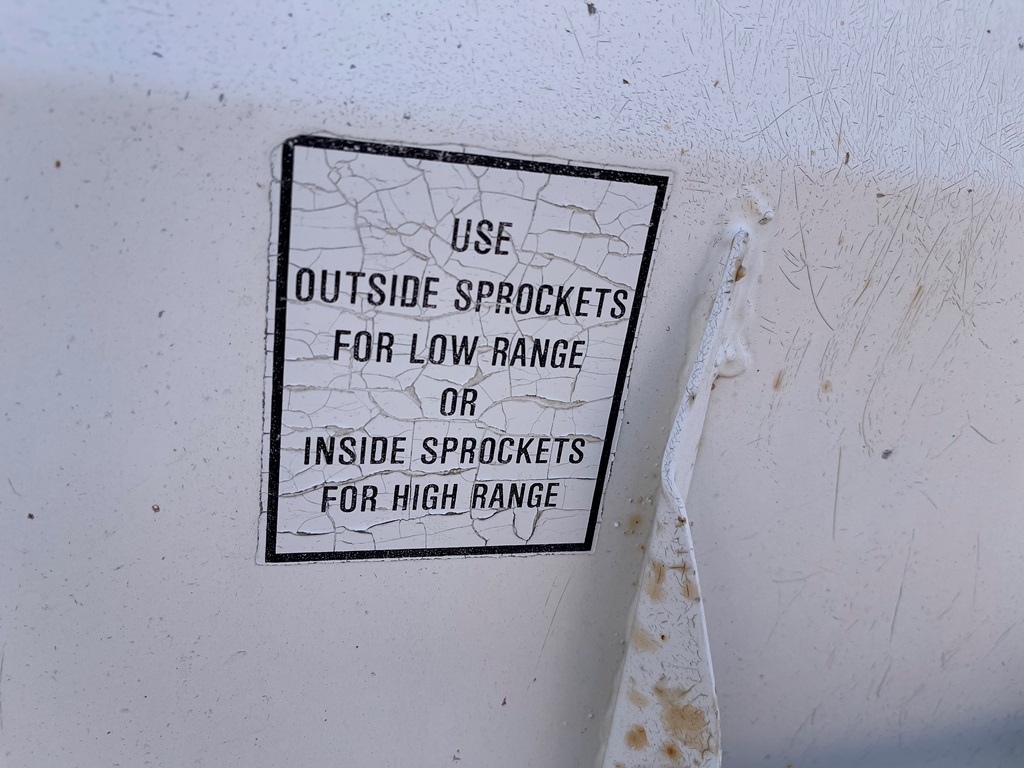 USE
OUTSIDE SPROCKETS
FOR LOW RANGE
OR
INSIDE SPROCKETS
FOR HIGH RANGE